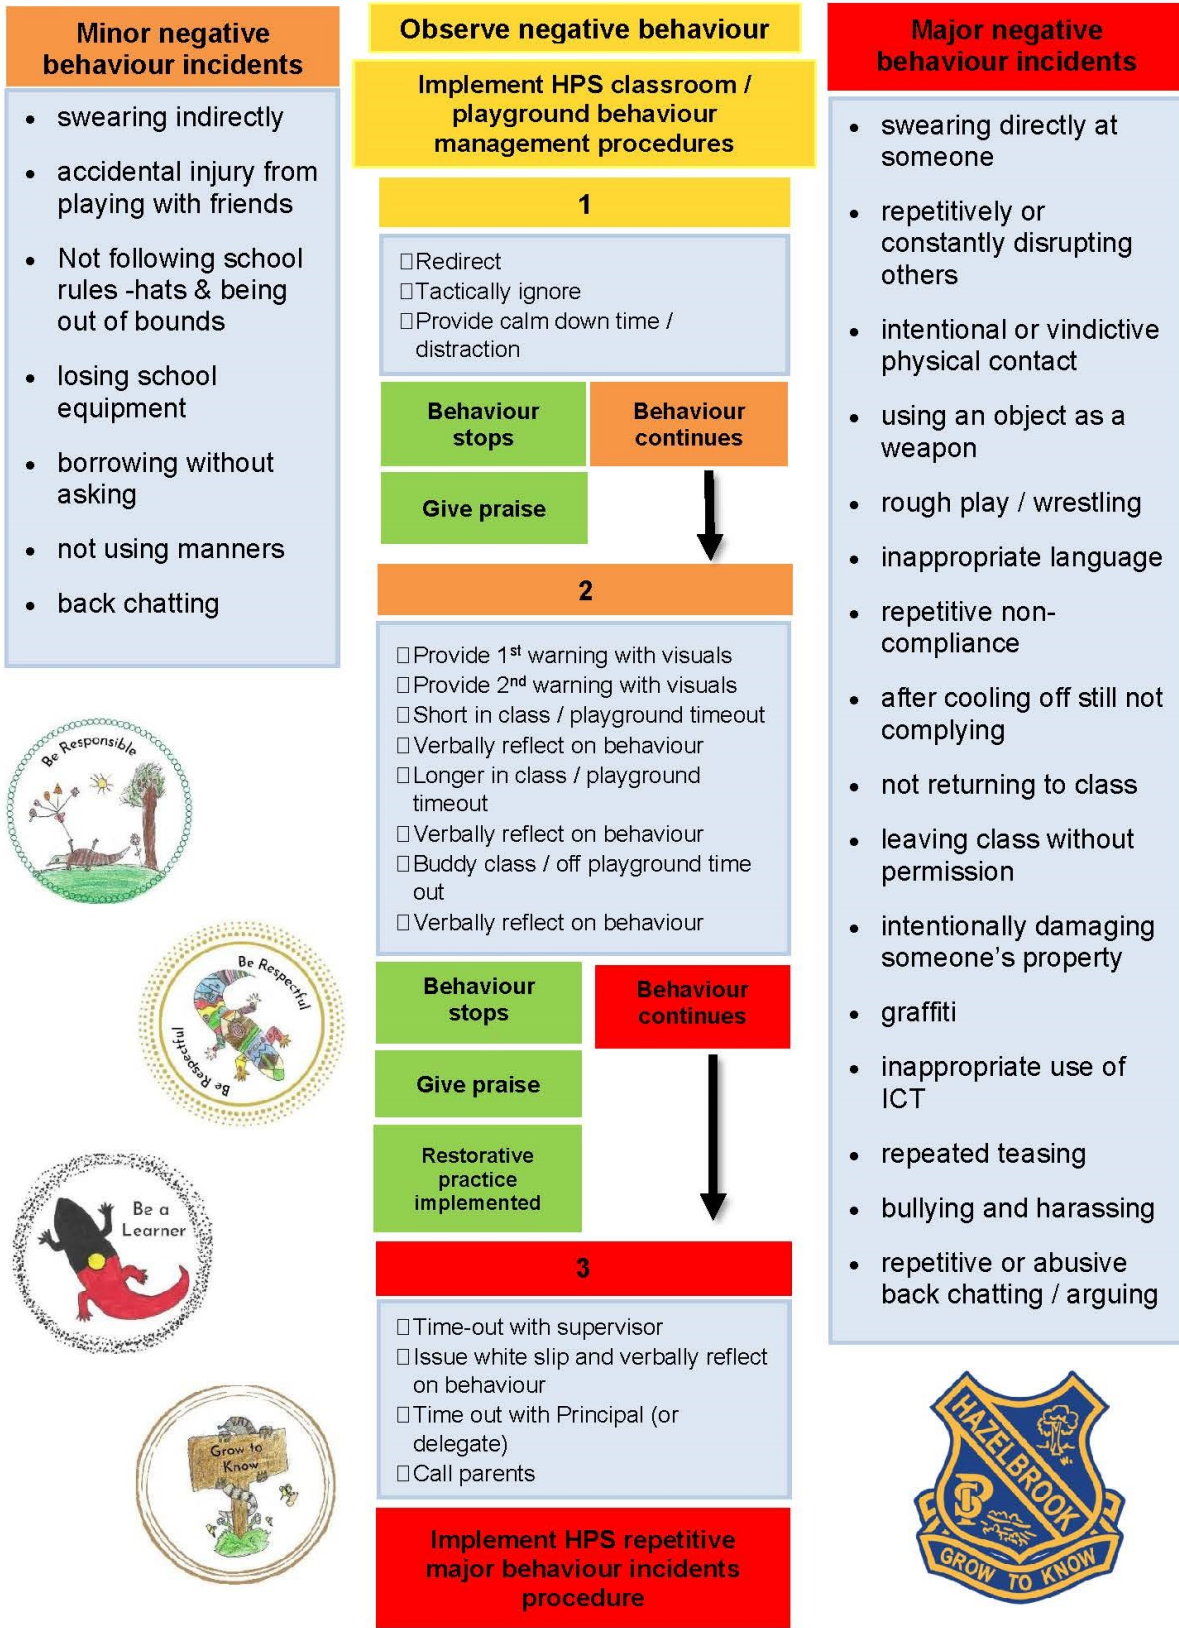 Minor negative
behaviour incidents
• swearing indirectly
• accidental injury from
playing with friends
• Not following school
rules -hats & being
out of bounds
• losing school
equipment
• borrowing without
asking
• not using manners
• back chatting
Be Responsible
Be Respectful
Be Respectful
Be a
Learner
Grow to
Know
Observe negative behaviour
Implement HPS classroom /
playground behaviour
management procedures
1
□Redirect
□Tactically ignore
□Provide calm down time /
distraction
Behaviour
stops
Behaviour
continues
Give praise
2
□Provide 1st warning with visuals
□Provide 2nd warning with visuals
□Short in class / playground timeout
□Verbally reflect on behaviour
□Longer in class / playground
timeout
□Verbally reflect on behaviour
□Buddy class / off playground time
out
□Verbally reflect on behaviour
Behaviour
stops
Behaviour
continues
Give praise
Restorative
practice
implemented
3
□Time-out with supervisor
□Issue white slip and verbally reflect
on behaviour
□Time out with Principal (or
delegate)
□Call parents
Implement HPS repetitive
major behaviour incidents
procedure
Major negative
behaviour incidents
• swearing directly at
someone
• repetitively or
constantly disrupting
others
• intentional or vindictive
physical contact
• using an object as a
weapon
• rough play / wrestling
• inappropriate language
• repetitive non-
compliance
• after cooling off still not
complying
• not returning to class
• leaving class without
permission
• intentionally damaging
someone's property
• graffiti
• inappropriate use of
ICT
• repeated teasing
• bullying and harassing
• repetitive or abusive
back chatting / arguing
HAZELBROOK
GROW TO KNOW